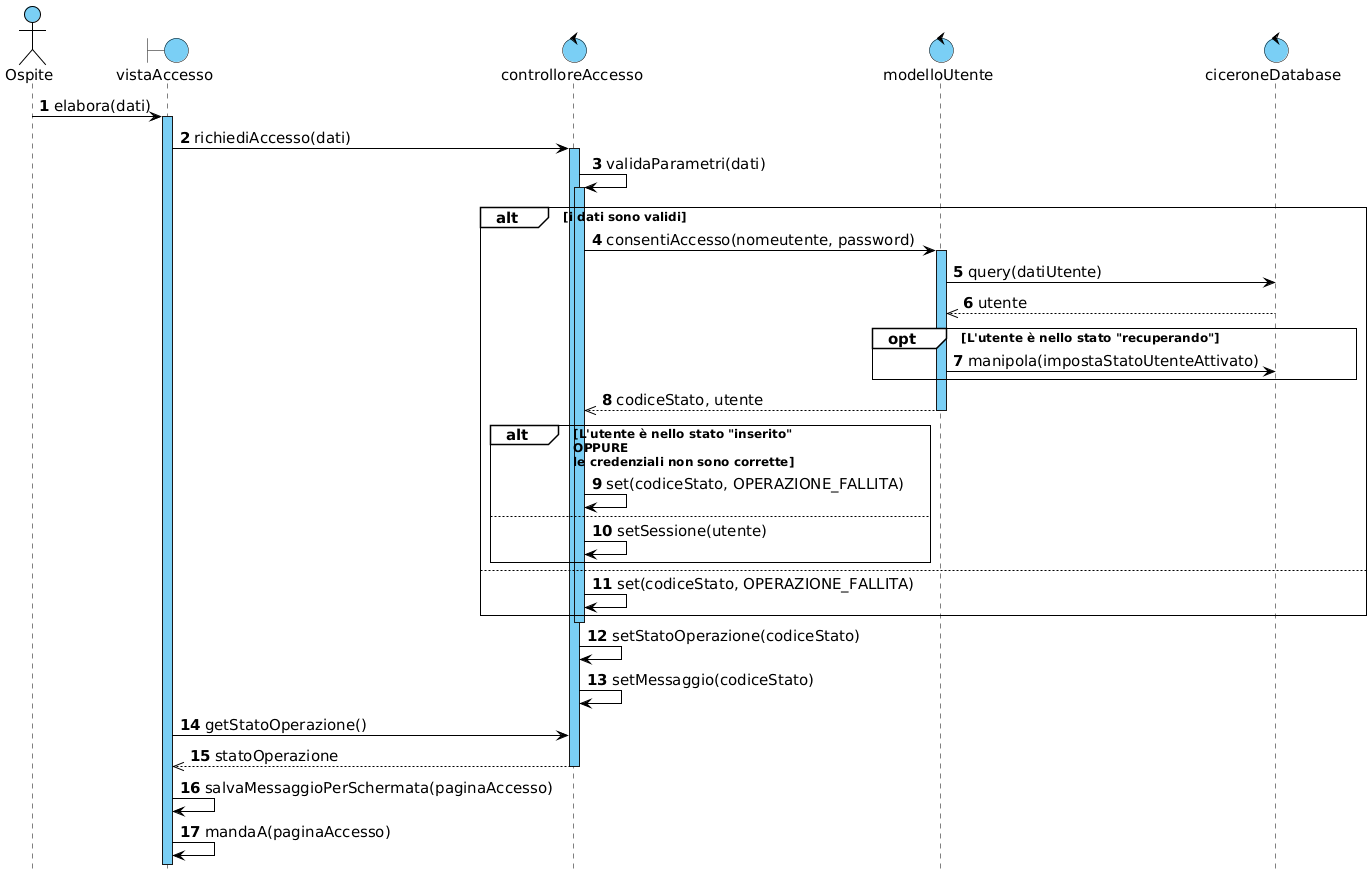 Ospite
vistaAccesso
controlloreAccesso
modelloUtente
ciceroneDatabase
1 elabora(dati)
2 richiediAccesso(dati)
3 validaParametri(dati)
alt [i dati sono validi]
4 consentiAccesso(nomeutente, password)
5 query(datiUtente)
6 utente
opt [L'utente è nello stato "recuperando"]
7 manipola(impostaStatoUtenteAttivato)
8 codiceStato, utente
alt [L'utente è nello stato "inserito"
OPPURE
le credenziali non sono corrette]
9 set(codiceStato, OPERAZIONE_FALLITA)
10 setSessione(utente)
11 set(codiceStato, OPERAZIONE_FALLITA)
12 setStatoOperazione(codiceStato)
13 setMessaggio(codiceStato)
14 getStatoOperazione()
15 statoOperazione
16 salvaMessaggioPerSchermata(paginaAccesso)
17 mandaA(paginaAccesso)